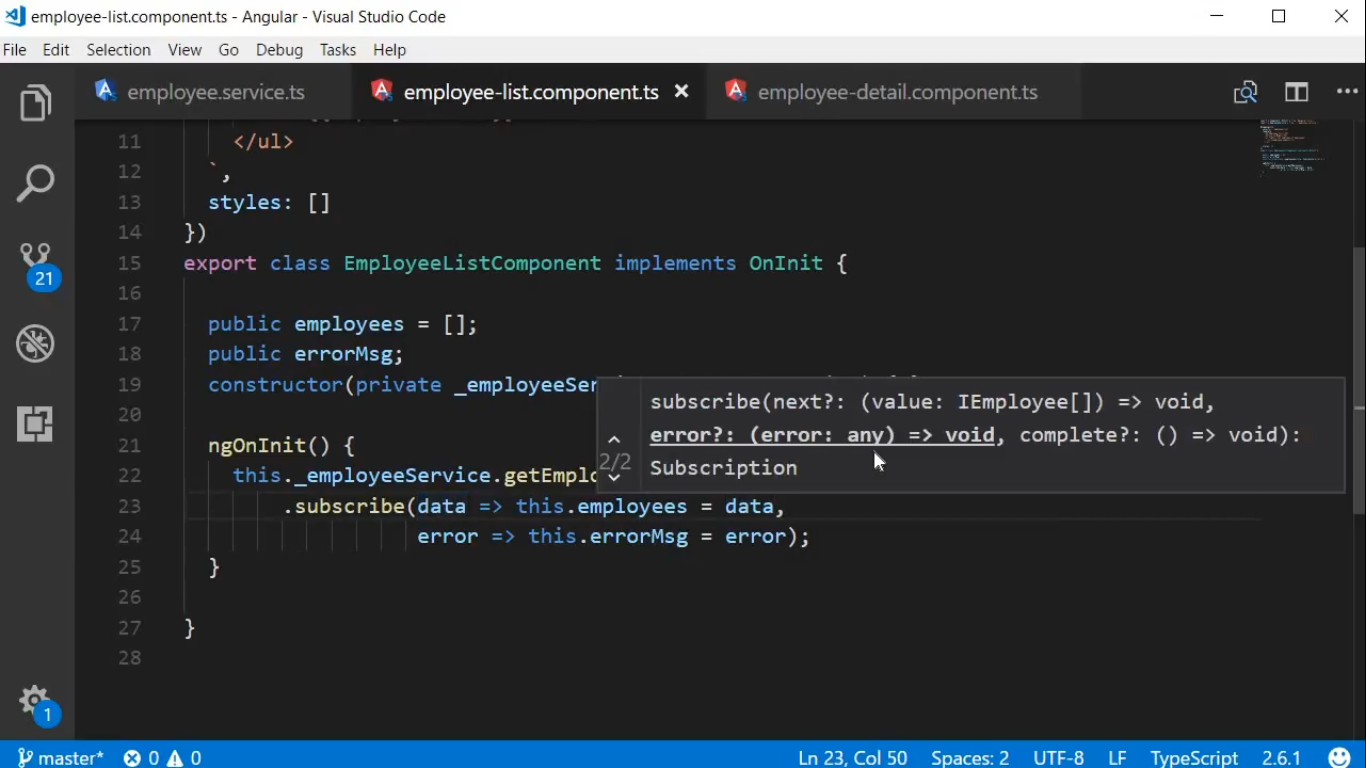 employee-list.component.ts - Angular - Visual Studio Code
File Edit Selection View Go Debug Tasks Help
employee.service.ts employee-list.component.ts × employee-detail.component.ts
11 </ul>
12 `,
13 styles: []
14 })
15 export class EmployeeListComponent implements OnInit {
16
17 public employees = [];
18 public errorMsg;
19 constructor(private _employeeSer
subscribe(next?: (value: IEmployee[]) => void,
error?: (error: any) => void, complete?: () => void):
2/2 Subscription
20
21 ngOnInit() {
22 this._employeeService.getEmplo
23 .subscribe(data => this.employees = data,
24 error => this.errorMsg = error);
25 }
26
27 }
28
21
1
master* 0 0 Ln 23, Col 50 Spaces: 2 UTF-8 LF TypeScript 2.6.1